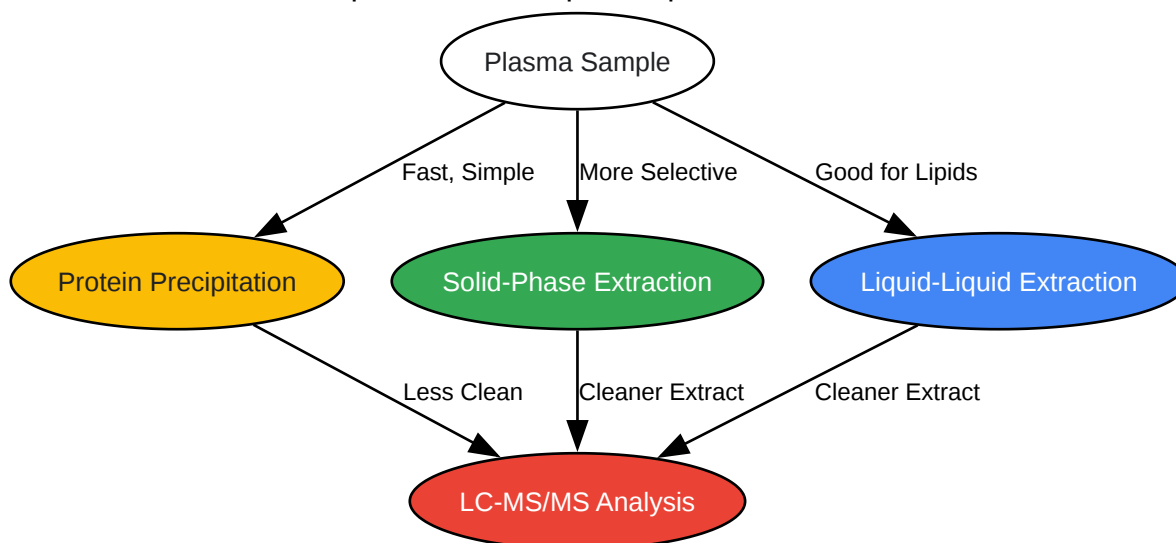 Plasma Sample
Fast, Simple
More Selective
Good for Lipids
Protein Precipitation
Solid-Phase Extraction
Liquid-Liquid Extraction
Less Clean
Cleaner Extract
Cleaner Extract
LC-MS/MS Analysis